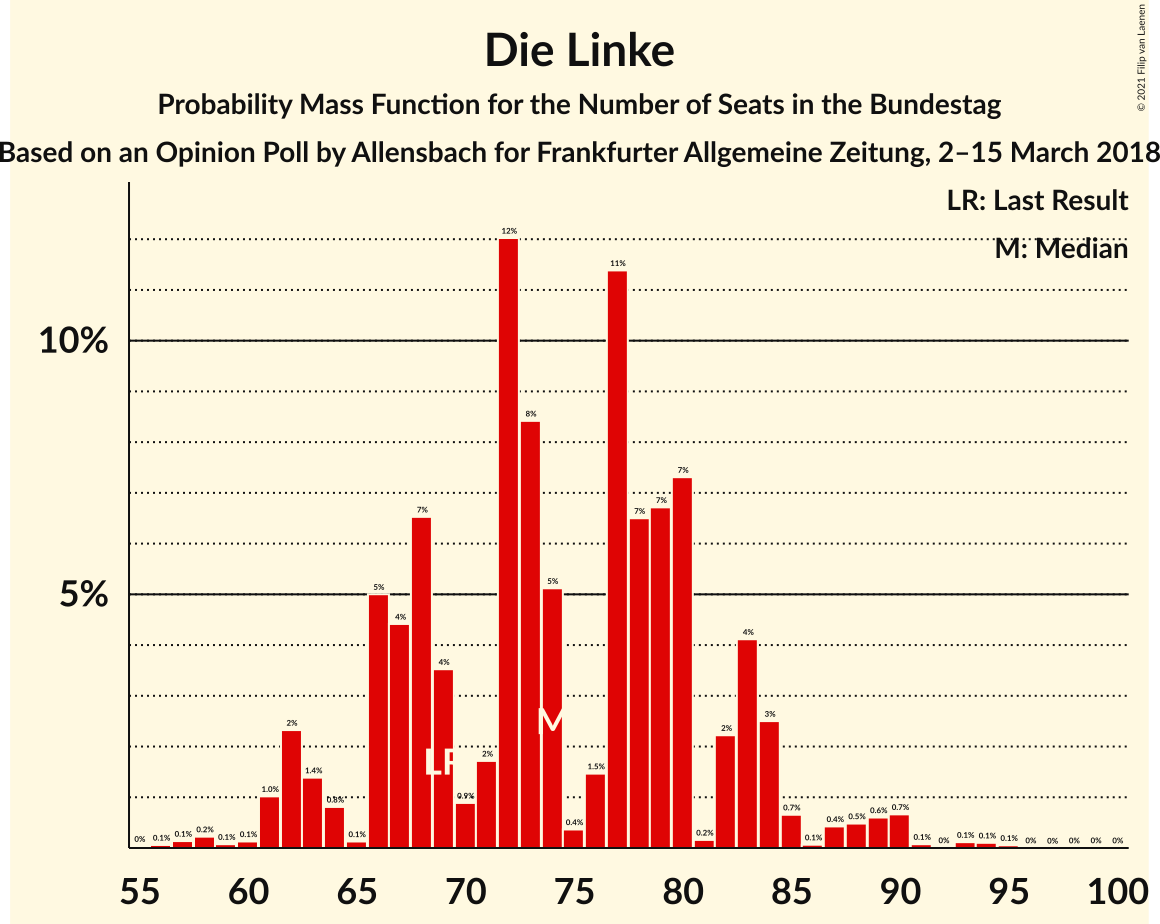 © 2021 Filip van Laenen
Die Linke
Probability Mass Function for the Number of Seats in the Bundestag
Based on an Opinion Poll by Allensbach for Frankfurter Allgemeine Zeitung, 2–15 March 2018
LR: Last Result
M: Median
10%
5%
0% 0.1% 0.1% 0.2% 0.1% 0.1% 1.0% 2% 1.4% 0.8% 0.1% 5% 4% 7% 4% 0.9% 2% 12% 8% 5% 0.4% 1.5% 11% 7% 7% 7% 0.2% 2% 4% 3% 0.7% 0.1% 0.4% 0.5% 0.6% 0.7% 0.1% 0% 0.1% 0.1% 0.1% 0% 0% 0% 0% 0%
LR
M
55 60 65 70 75 80 85 90 95 100